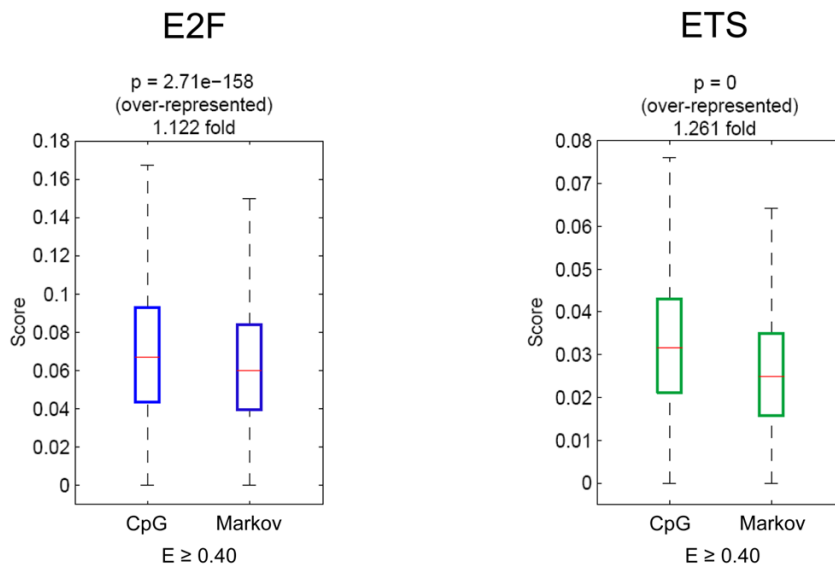 E2F
p = 2.71e−158
(over-represented)
1.122 fold
0.18
0.16
0.14
0.12
0.1
0.08
0.06
0.04
0.02
0
Score
CpG Markov
E ≥ 0.40
ETS
p = 0
(over-represented)
1.261 fold
0.08
0.07
0.06
0.05
0.04
0.03
0.02
0.01
0
Score
CpG Markov
E ≥ 0.40